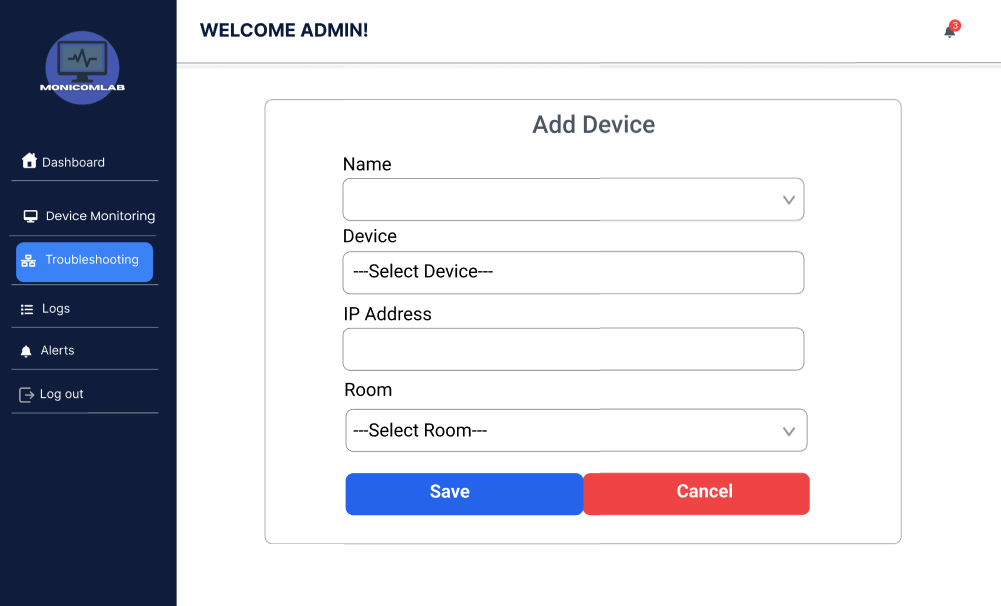 WELCOME ADMIN!
3
MONICOMLAB
Dashboard
Device Monitoring
Troubleshooting
Logs
Alerts
Log out
Add Device
Name
Device
---Select Device---
IP Address
Room
---Select Room---
Save
Cancel